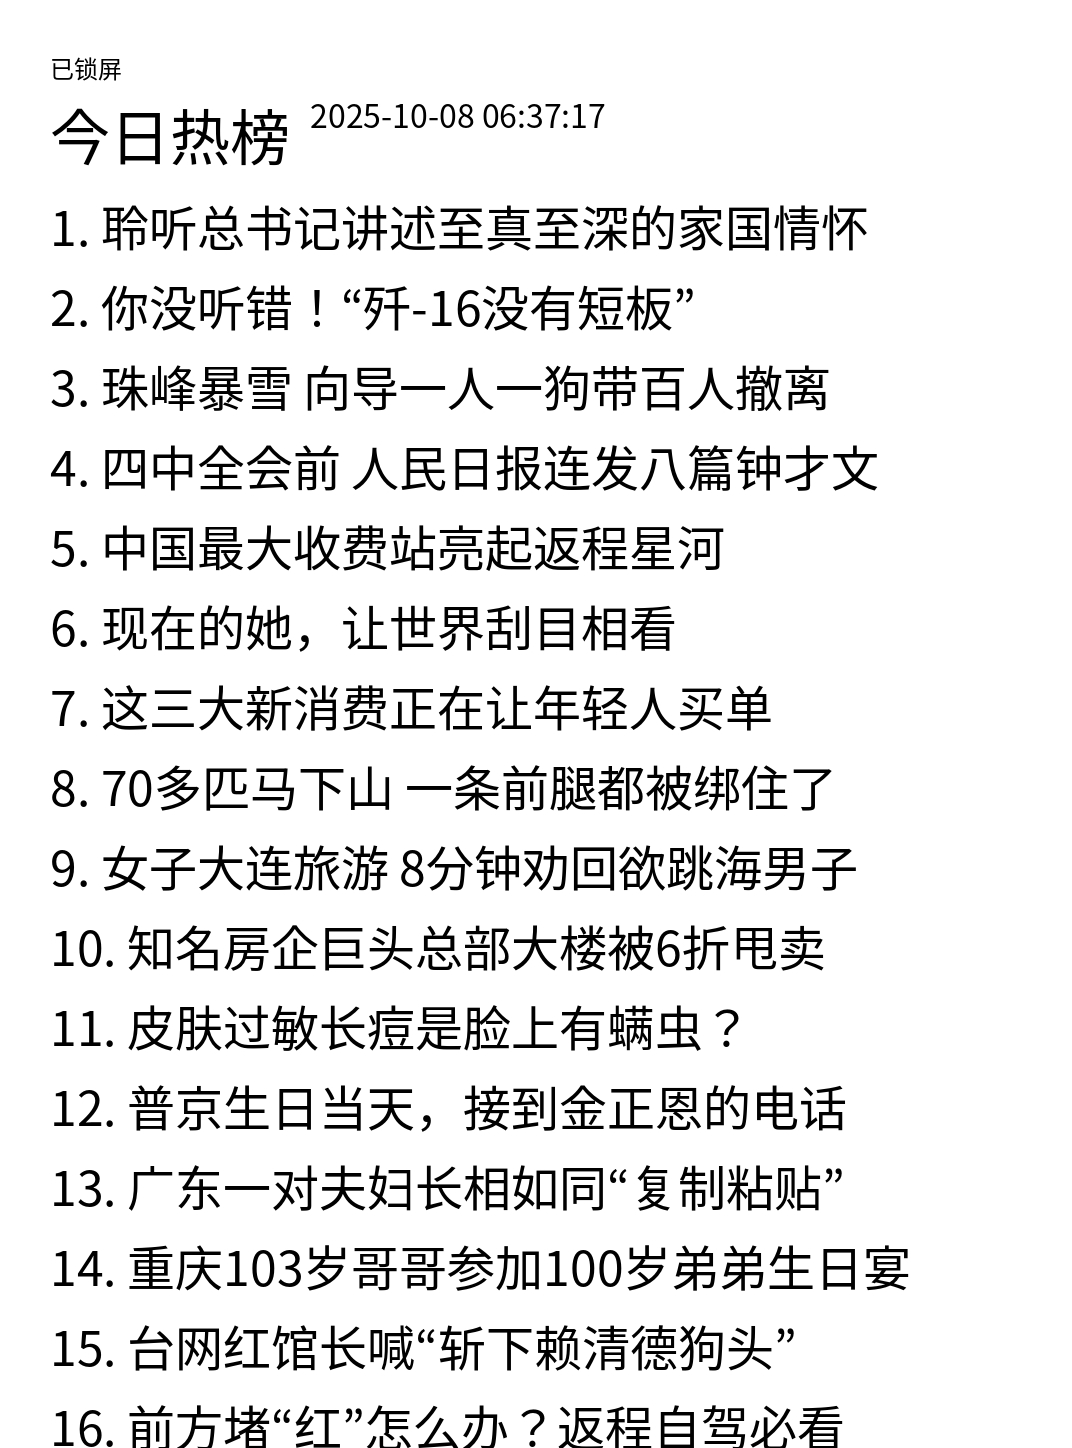 已锁屏
今日热榜 2025-10-08 06:37:17
1. 聆听总书记讲述至真至深的家国情怀
2. 你没听错！“歼-16没有短板”
3. 珠峰暴雪 向导一人一狗带百人撤离
4. 四中全会前 人民日报连发八篇钟才文
5. 中国最大收费站亮起返程星河
6. 现在的她，让世界刮目相看
7. 这三大新消费正在让年轻人买单
8. 70多匹马下山 一条前腿都被绑住了
9. 女子大连旅游 8分钟劝回欲跳海男子
10. 知名房企巨头总部大楼被6折甩卖
11. 皮肤过敏长痘是脸上有螨虫？
12. 普京生日当天，接到金正恩的电话
13. 广东一对夫妇长相如同“复制粘贴”
14. 重庆103岁哥哥参加100岁弟弟生日宴
15. 台网红馆长喊“斩下赖清德狗头”
16. 前方堵“红”怎么办？返程自驾必看